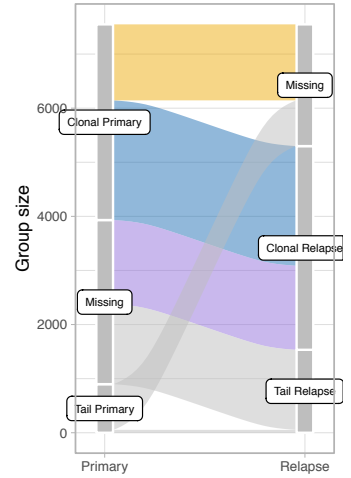 Group size
6000
4000
2000
0
Clonal Primary
Missing
Tail Primary
Missing
Clonal Relapse
Tail Relapse
Primary
Relapse